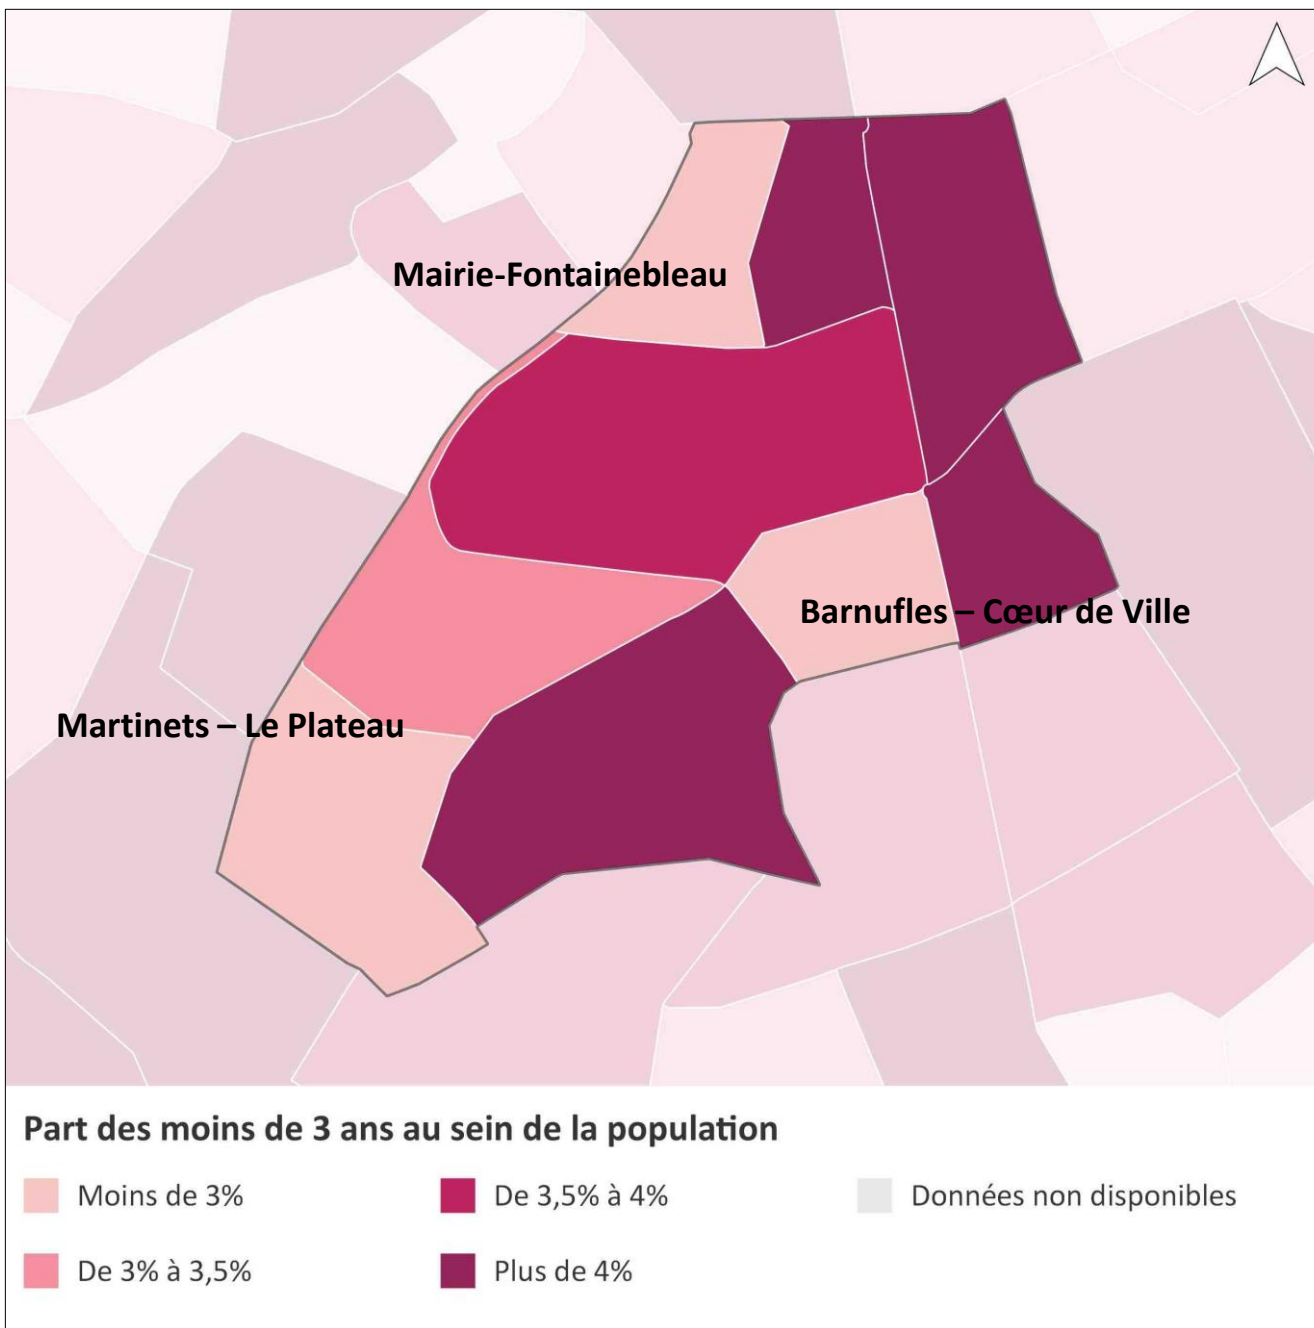 Mairie-Fontainebleau
Barnufles – Cœur de Ville
Martinets – Le Plateau
Part des moins de 3 ans au sein de la population
Moins de 3%
De 3,5% à 4%
Données non disponibles
De 3% à 3,5%
Plus de 4%